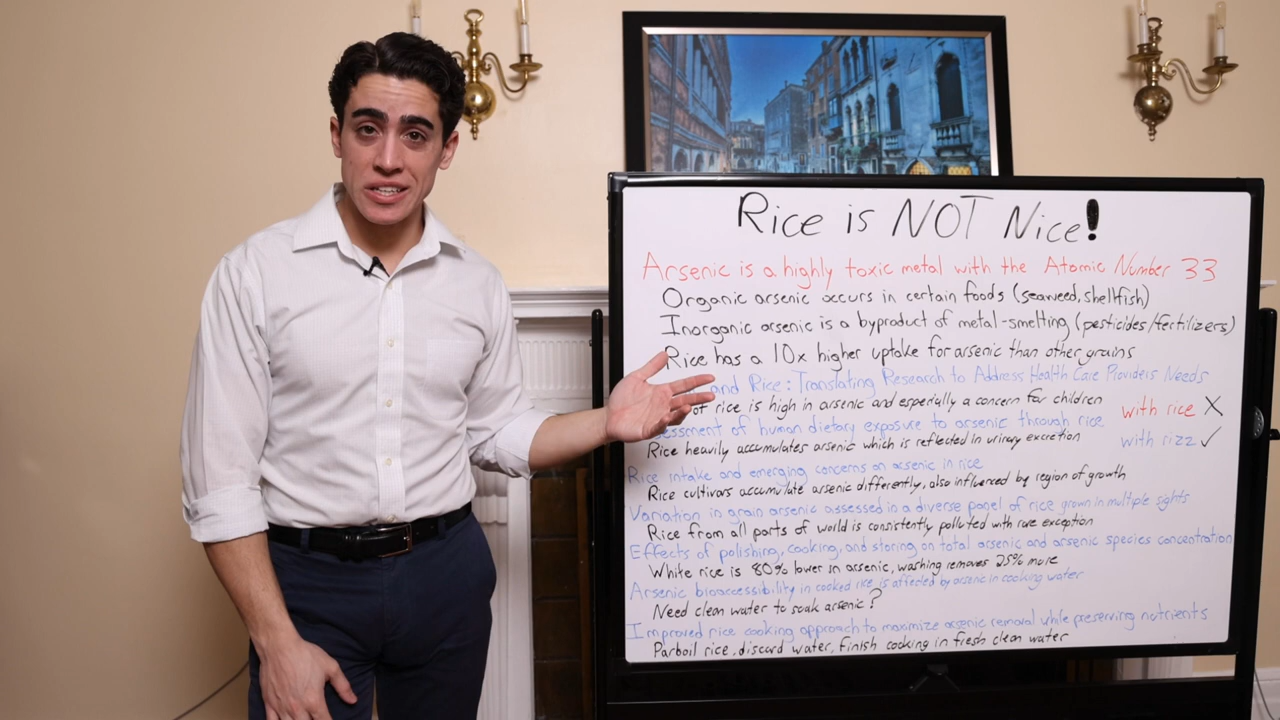 Rice is NOT Nice!
Arsenic is a highly toxic metal with the Atomic Number 33
Organic arsenic occurs in certain foods (seaweed, shellfish)
Inorganic arsenic is a byproduct of metal-smelting (pesticides/fertilizers)
Rice has a 10x higher uptake for arsenic than other grains
and Rice: Translating Research to Address Health Care Providers Needs
rice is high in arsenic and especially a concern for children
with rice X
essment of human dietary exposure to arsenic through rice
with rizz ✓
Rice heavily accumulates arsenic which is reflected in urinary excretion
Rice intake and emerging concerns on arsenic in rice
Rice cultivars accumulate arsenic differently, also influenced by region of growth
Variation in grain arsenic assessed in a diverse panel of rice grown in multiple sights
Rice from all parts of world is consistently polluted with rare exception
Effects of polishing, cooking, and storing on total arsenic and arsenic species concentration
White rice is 80% lower in arsenic, washing removes 25% more
Arsenic bioaccessibility in cooked rice is affected by arsenic in cooking water
Need clean water to soak arsenic?
Improved rice cooking approach to maximize arsenic removal while preserving nutrients
Parboil rice, discard water, finish cooking in fresh clean water